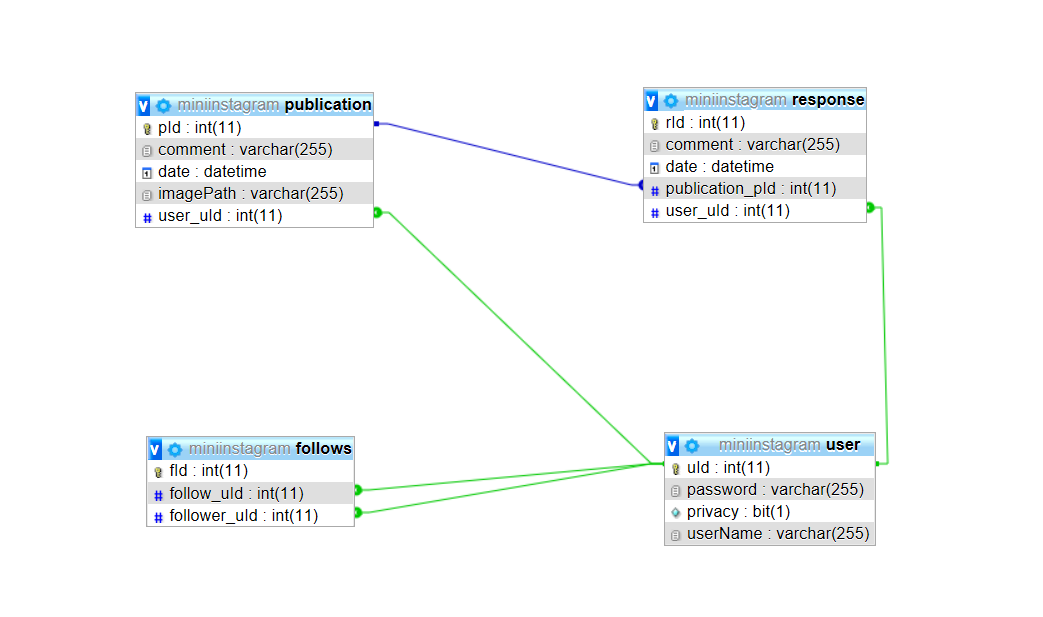 miniinstagram publication
pId : int(11)
comment : varchar(255)
date : datetime
imagePath : varchar(255)
user_uId : int(11)
miniinstagram response
rId : int(11)
comment : varchar(255)
date : datetime
publication_pId : int(11)
user_uId : int(11)
miniinstagram follows
fId : int(11)
follow_uId : int(11)
follower_uId : int(11)
miniinstagram user
uId : int(11)
password : varchar(255)
privacy : bit(1)
userName : varchar(255)